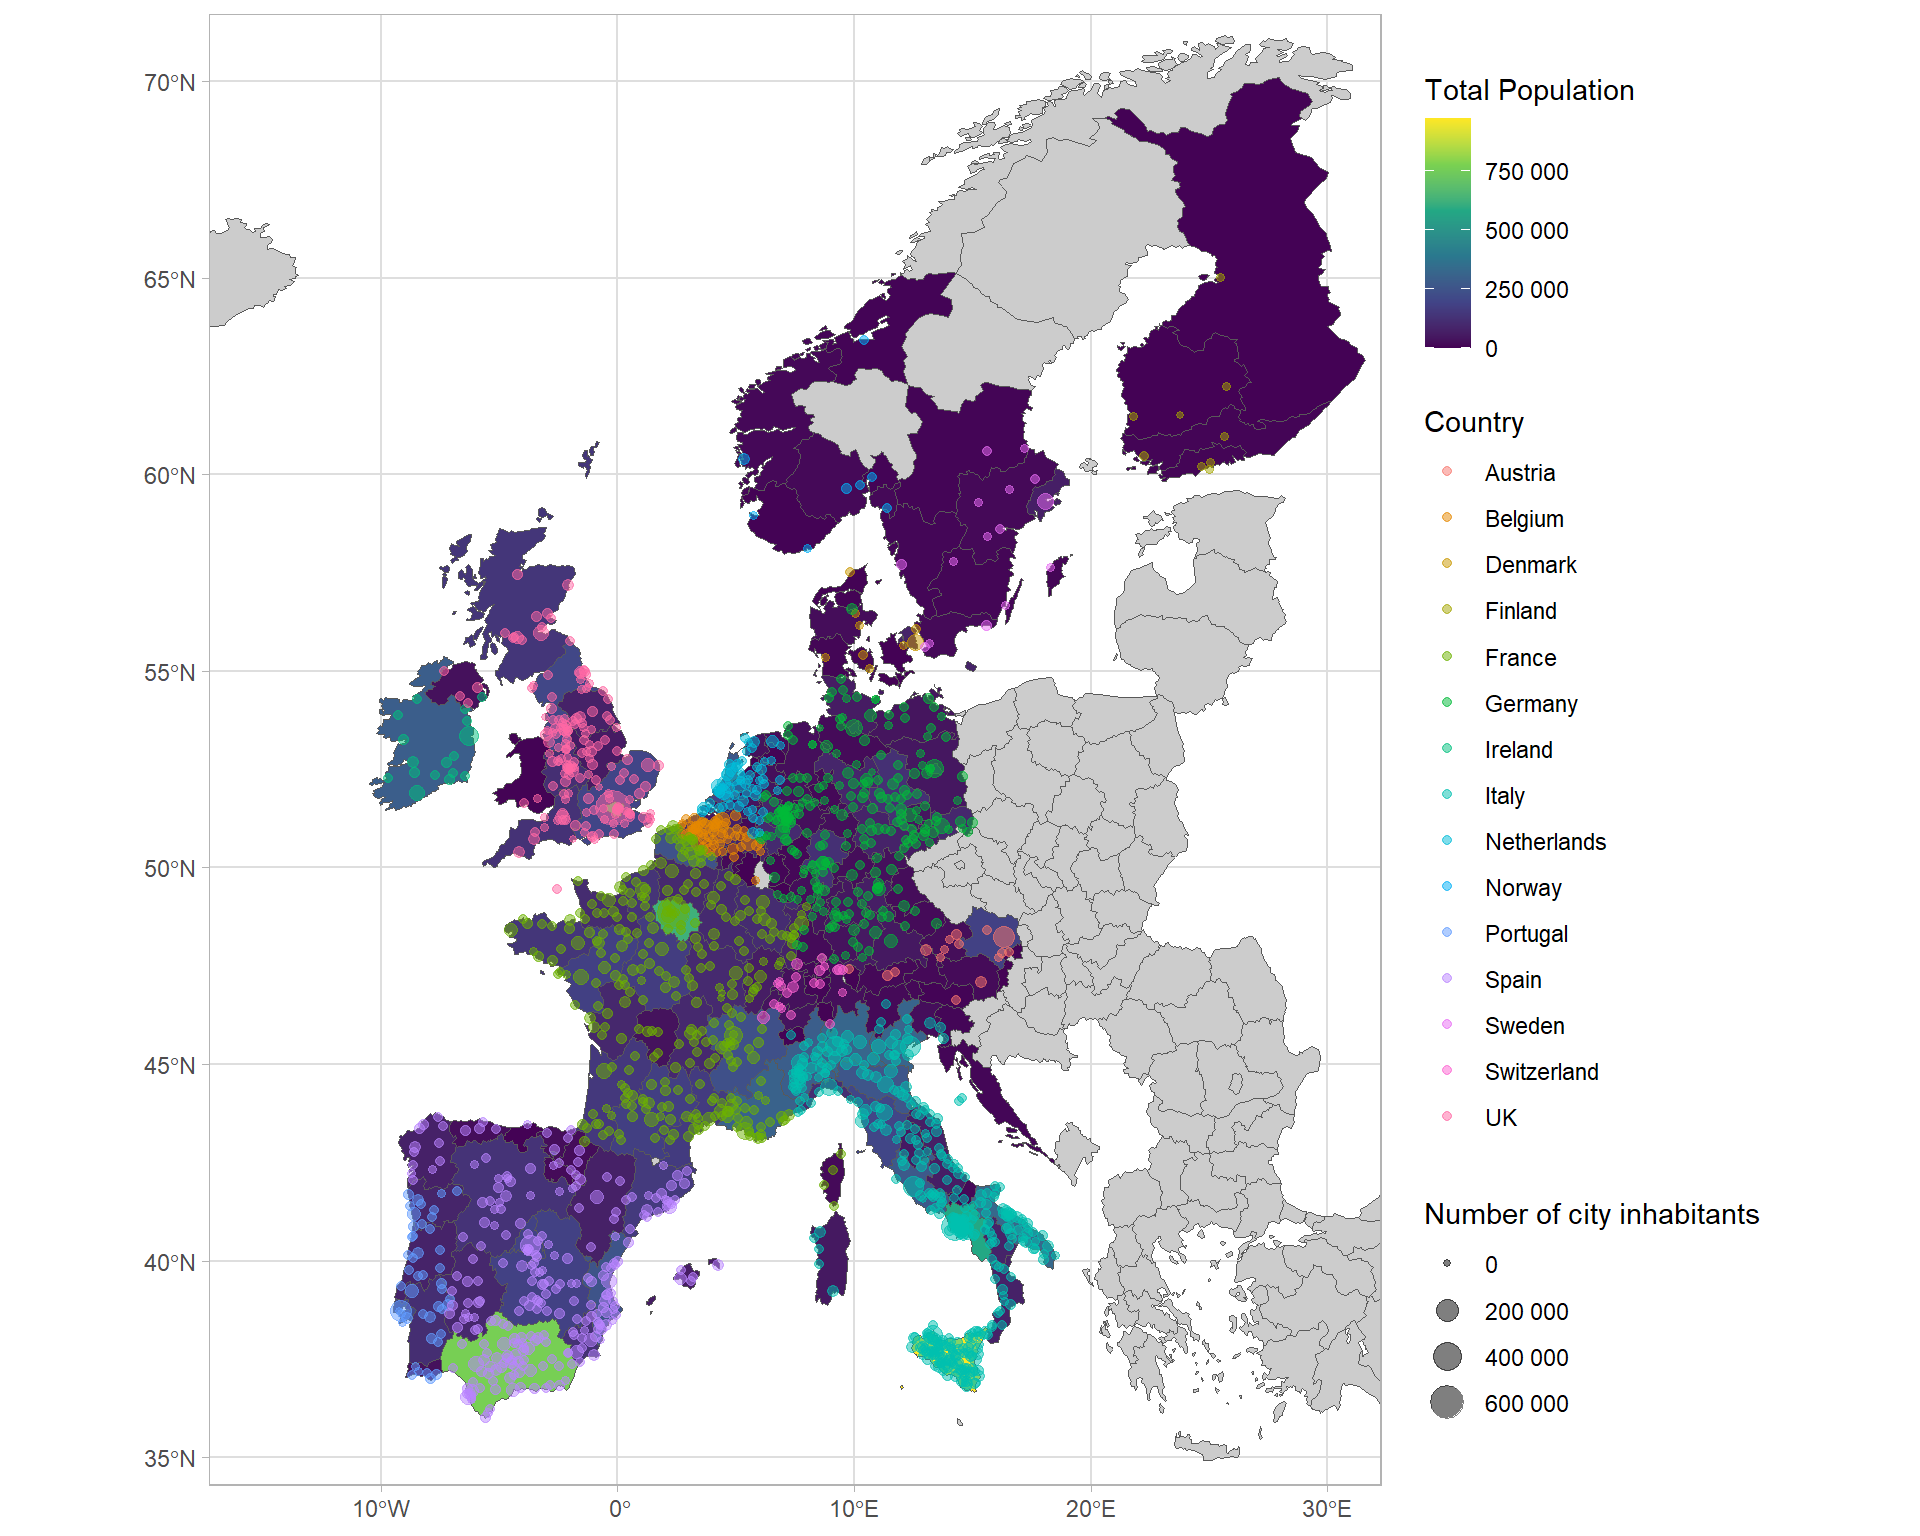 70°N
65°N
60°N
55°N
50°N
45°N
40°N
35°N
10°W
0°
10°E
20°E
30°E
Total Population
750 000
500 000
250 000
0
Country
Austria
Belgium
Denmark
Finland
France
Germany
Ireland
Italy
Netherlands
Norway
Portugal
Spain
Sweden
Switzerland
UK
Number of city inhabitants
0
200 000
400 000
600 000